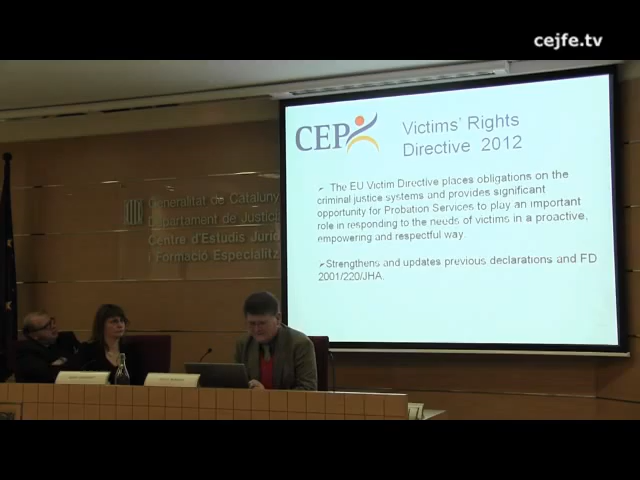 cejfe.tv
CEP
Victims' Rights
Directive 2012
➢ The EU Victim Directive places obligations on the
criminal justice systems and provides significant
opportunity for Probation Services to play an important
role in responding to the needs of victims in a proactive,
empowering and respectful way.
➢Strengthens and updates previous declarations and FD
2001/220/JHA.
Generalitat de Catalunya
Departament de Justícia
Centre d'Estudis Juríd
i Formació Especialitz